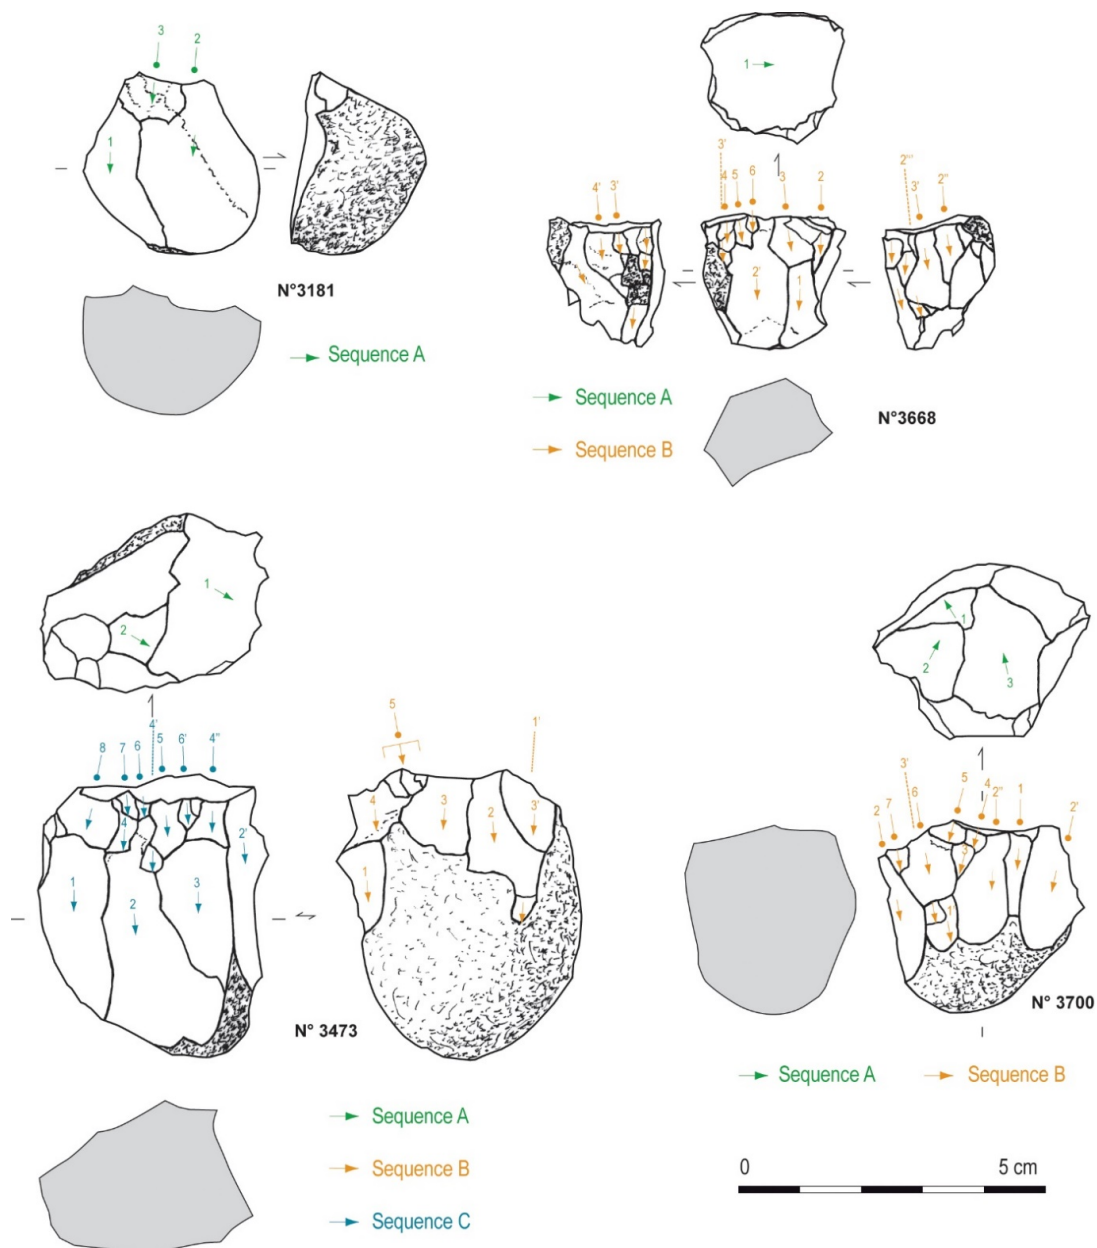 3 2
1
N°3181
Sequence A
1
3'
4 5 6 3 2
4' 3'
2'''
3' 2''
2' 1
Sequence A
Sequence B
N°3668
1
2
4'
8 7 6 5 6' 4''
4
1 2 3 2'
5
1'
4 3 2 3'
1
N° 3473
Sequence A
Sequence B
Sequence C
1
2
3
3'
2 7 6 5 4 2'' 1 2'
3
1'
N° 3700
Sequence A Sequence B
0 5 cm